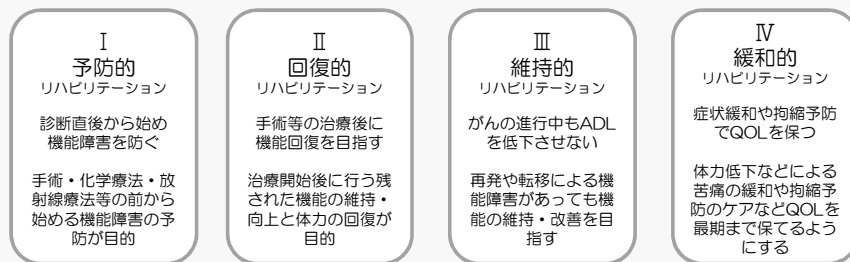 Ⅰ
予防的
リハビリテーション
診断直後から始め
機能障害を防ぐ
手術・化学療法・放
射線療法等の前から
始める機能障害の予
防が目的
Ⅱ
回復的
リハビリテーション
手術等の治療後に
機能回復を目指す
治療開始後に行う残
された機能の維持・
向上と体力の回復が
目的
Ⅲ
維持的
リハビリテーション
がんの進行中もADL
を低下させない
再発や転移による機
能障害があっても機
能の維持・改善を目
指す
Ⅳ
緩和的
リハビリテーション
症状緩和や拘縮予防
でQOLを保つ
体力低下などによる
苦痛の緩和や拘縮予
防のケアなどQOLを
最期まで保てるよう
にする